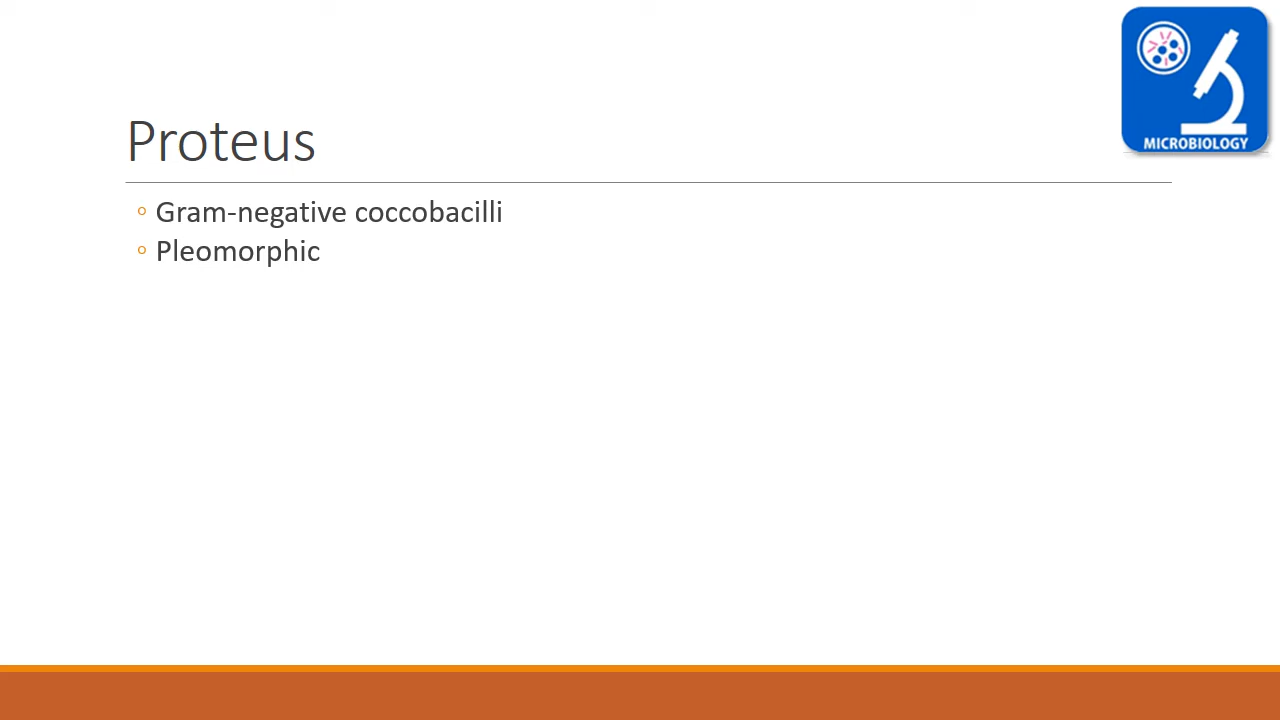 MICROBIOLOGY
Proteus
◦ Gram-negative coccobacilli
◦ Pleomorphic